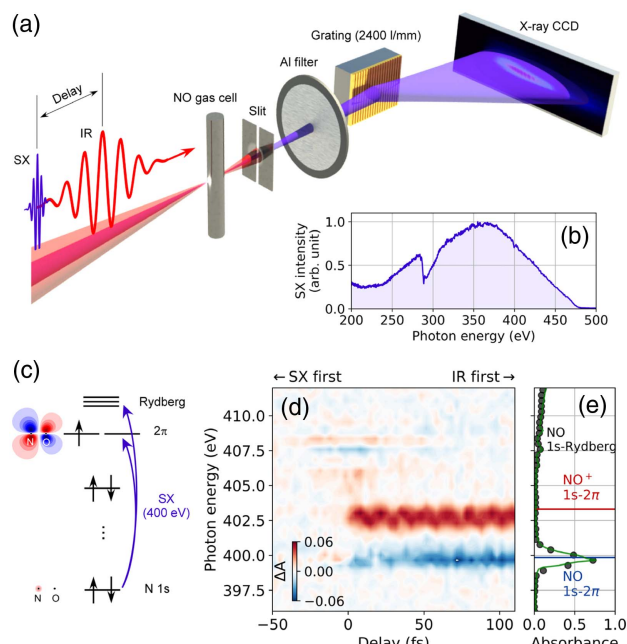 (a)
X-ray CCD
Grating (2400 l/mm)
Al filter
Delay
NO gas cell
Slit
IR
SX
(b)
SX intensity
(arb. unit)
1.0
0.5
0.0
200
250
300
350
400
450
500
Photon energy (eV)
(c)
Rydberg
2π
N
O
SX
(400 eV)
⋮
N 1s
N O
←SX first
IR first→
(d)
(e)
Photon energy (eV)
410.0
407.5
405.0
402.5
400.0
397.5
ΔA
0.06
0.00
−0.06
−50
0
50
100
Delay (fs)
NO
1s-Rydberg
NO⁺
1s-2π
NO
1s-2π
0.0
0.5
1.0
Absorbance